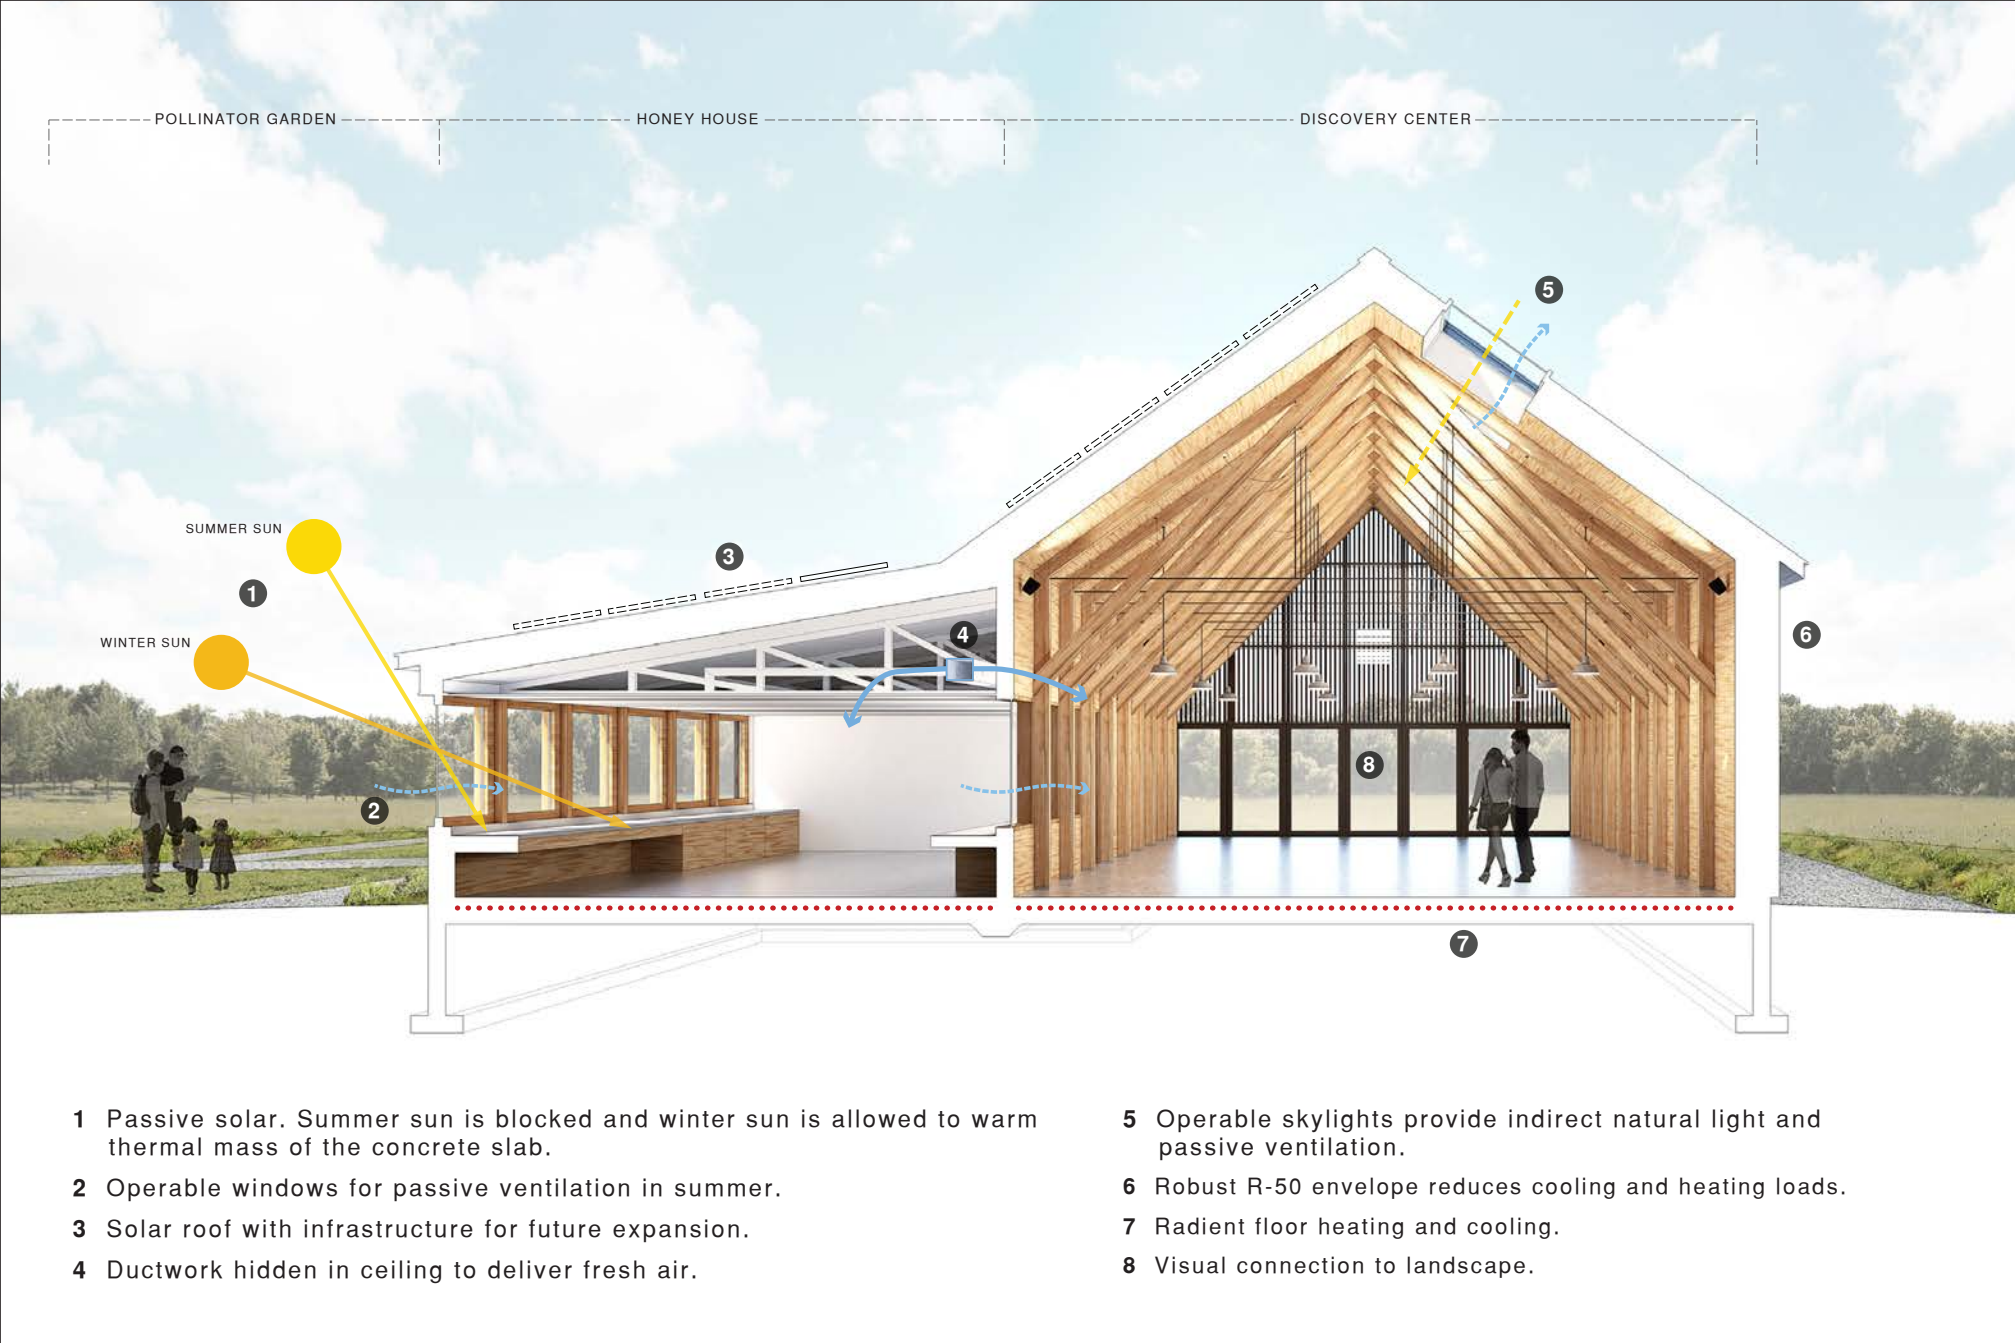 POLLINATOR GARDEN
HONEY HOUSE
DISCOVERY CENTER
5
3
SUMMER SUN
1
4
6
WINTER SUN
8
2
7
1 Passive solar. Summer sun is blocked and winter sun is allowed to warm
thermal mass of the concrete slab.
2 Operable windows for passive ventilation in summer.
3 Solar roof with infrastructure for future expansion.
4 Ductwork hidden in ceiling to deliver fresh air.
5 Operable skylights provide indirect natural light and
passive ventilation.
6 Robust R-50 envelope reduces cooling and heating loads.
7 Radient floor heating and cooling.
8 Visual connection to landscape.